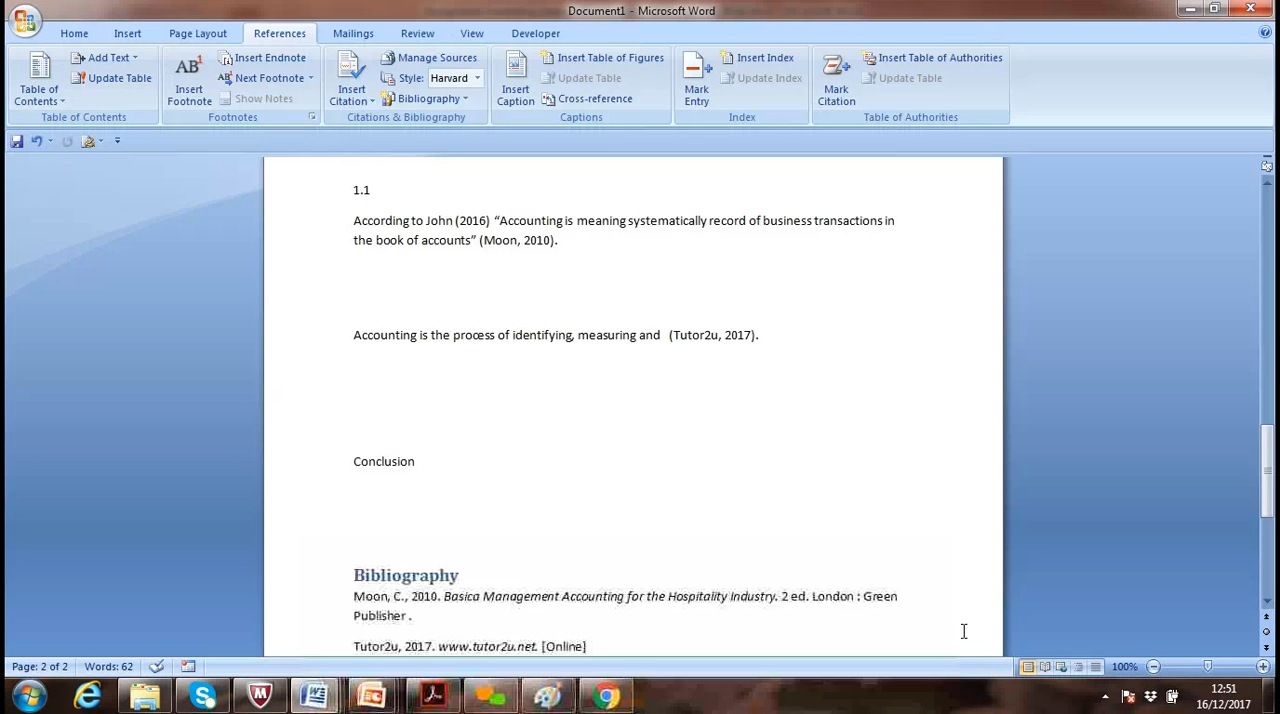 Document1 - Microsoft Word
Home Insert Page Layout References Mailings Review View Developer
Table of Contents
Add Text
Update Table
Table of Contents
AB1 Insert Footnote
Insert Endnote
AB1 Next Footnote
Show Notes
Footnotes
Insert Citation
Manage Sources
Style: Harvard
Bibliography
Citations & Bibliography
Insert Caption
Insert Table of Figures
Update Table
Cross-reference
Captions
Mark Entry
Insert Index
Update Index
Index
Mark Citation
Insert Table of Authorities
Update Table
Table of Authorities
1.1
According to John (2016) “Accounting is meaning systematically record of business transactions in
the book of accounts” (Moon, 2010).
Accounting is the process of identifying, measuring and (Tutor2u, 2017).
Conclusion
Bibliography
Moon, C., 2010. Basica Management Accounting for the Hospitality Industry. 2 ed. London : Green
Publisher .
Tutor2u, 2017. www.tutor2u.net. [Online]
Page: 2 of 2 Words: 62 100%
12:51
16/12/2017